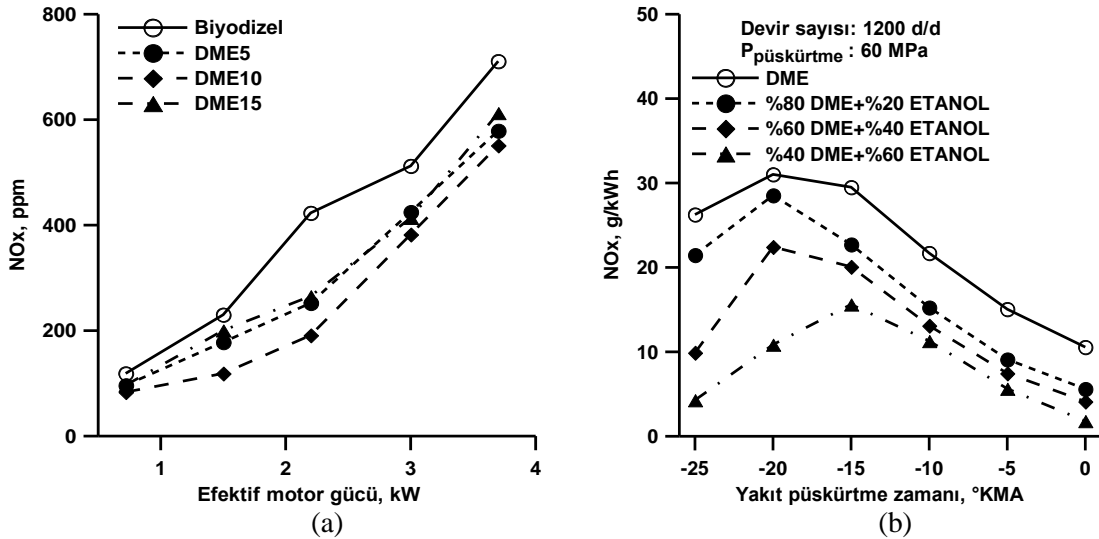 800
600
400
200
0
NOx, ppm
Biyodizel
DME5
DME10
DME15
1 2 3 4
Efektif motor gücü, kW
(a)
50
40
30
20
10
0
NOx, g/kWh
Devir sayısı: 1200 d/d
Ppüskürtme : 60 MPa
DME
%80 DME+%20 ETANOL
%60 DME+%40 ETANOL
%40 DME+%60 ETANOL
-25 -20 -15 -10 -5 0
Yakıt püskürtme zamanı, °KMA
(b)